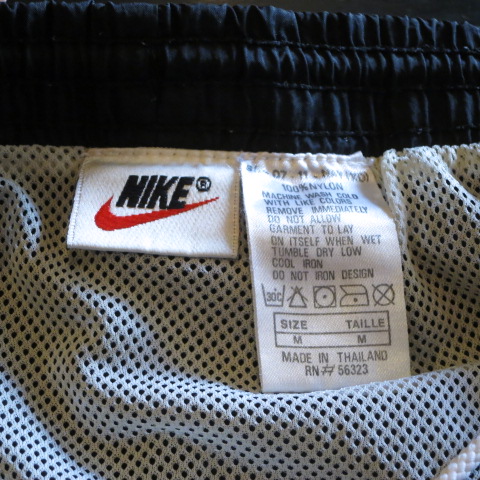 NIKE®
100% NYLON
MACHINE WASH COLD
WITH LIKE COLORS
REMOVE IMMEDIATELY
DO NOT ALLOW
GARMENT TO LAY
ON ITSELF WHEN WET
TUMBLE DRY LOW
COOL IRON
DO NOT IRON DESIGN
30C
SIZE TAILLE
M M
MADE IN THAILAND
RN# 56323